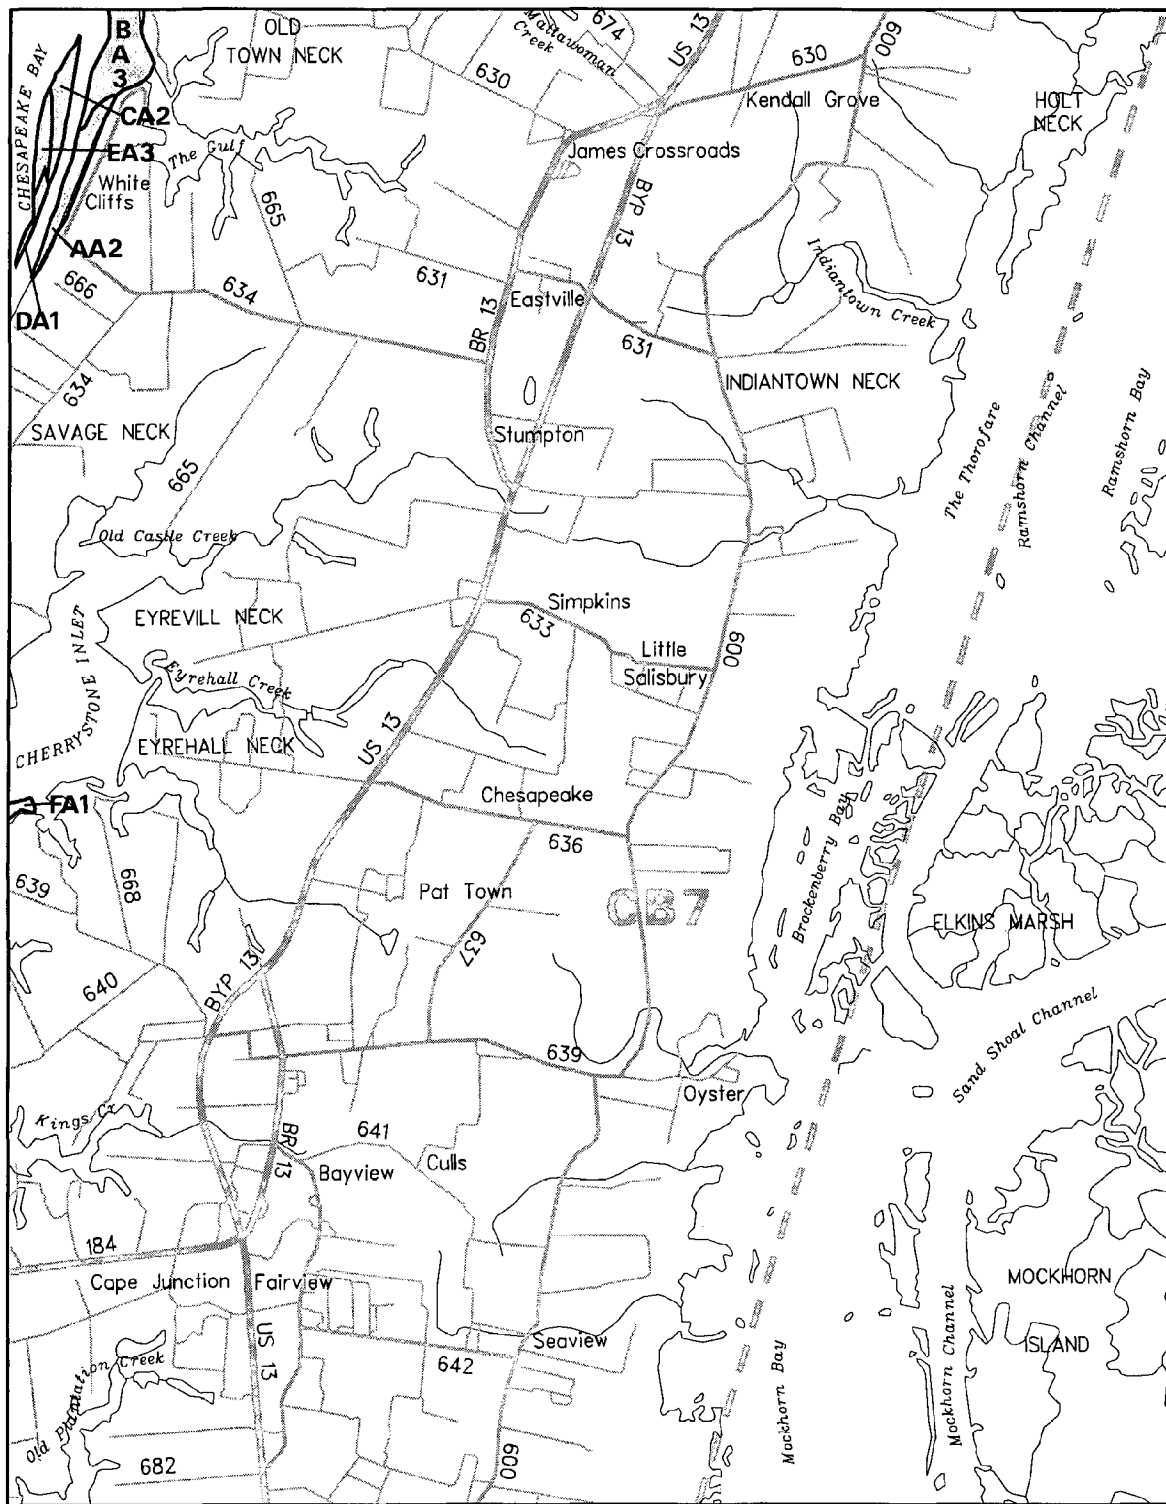 B
A
3
OLD
TOWN NECK
Mattawoman
Creek
674
US 13
630
630
600
CHESAPEAKE BAY
CA2
Kendall Grove
HOLT
NECK
EA3
The Gulf
James Crossroads
White
Cliffs
665
BYP 13
AA2
666
634
631
Eastville
Indiantown Creek
DA1
BR 13
631
634
INDIANTOWN NECK
SAVAGE NECK
Stumpton
665
The Thorofare
Ramshorn Channel
Ramshorn Bay
Old Castle Creek
EYREVILL NECK
Simpkins
633
Little
Salisbury
600
CHERRYSTONE INLET
Eyrehall Creek
EYREHALL NECK
US 13
3 FA1
Chesapeake
636
Brockenberry Bay
639
668
Pat Town
CB7
ELKINS MARSH
637
640
BYP 13
Sand Shoal Channel
639
Oyster
Kings Cr
641
BR 13
Bayview
Culls
184
Cape Junction
Fairview
MOCKHORN
ISLAND
US 13
Seaview
642
Mockhorn Bay
Mockhorn Channel
Old Plantation Creek
682
600